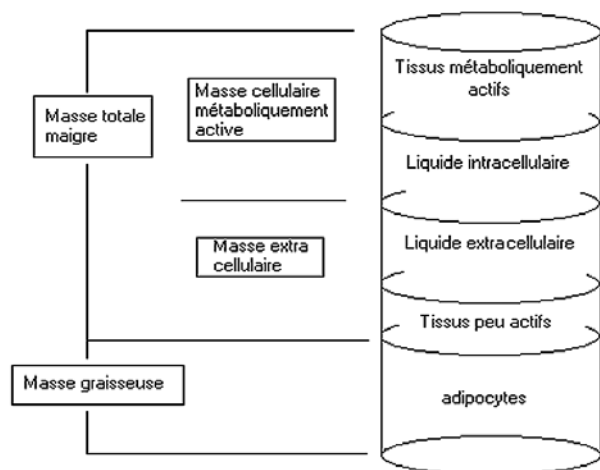 Masse totale
maigre
Masse cellulaire
métaboliquement
active
Masse extra
cellulaire
Masse graisseuse
Tissus métaboliquement
actifs
Liquide intracellulaire
Liquide extracellulaire
Tissus peu actifs
adipocytes